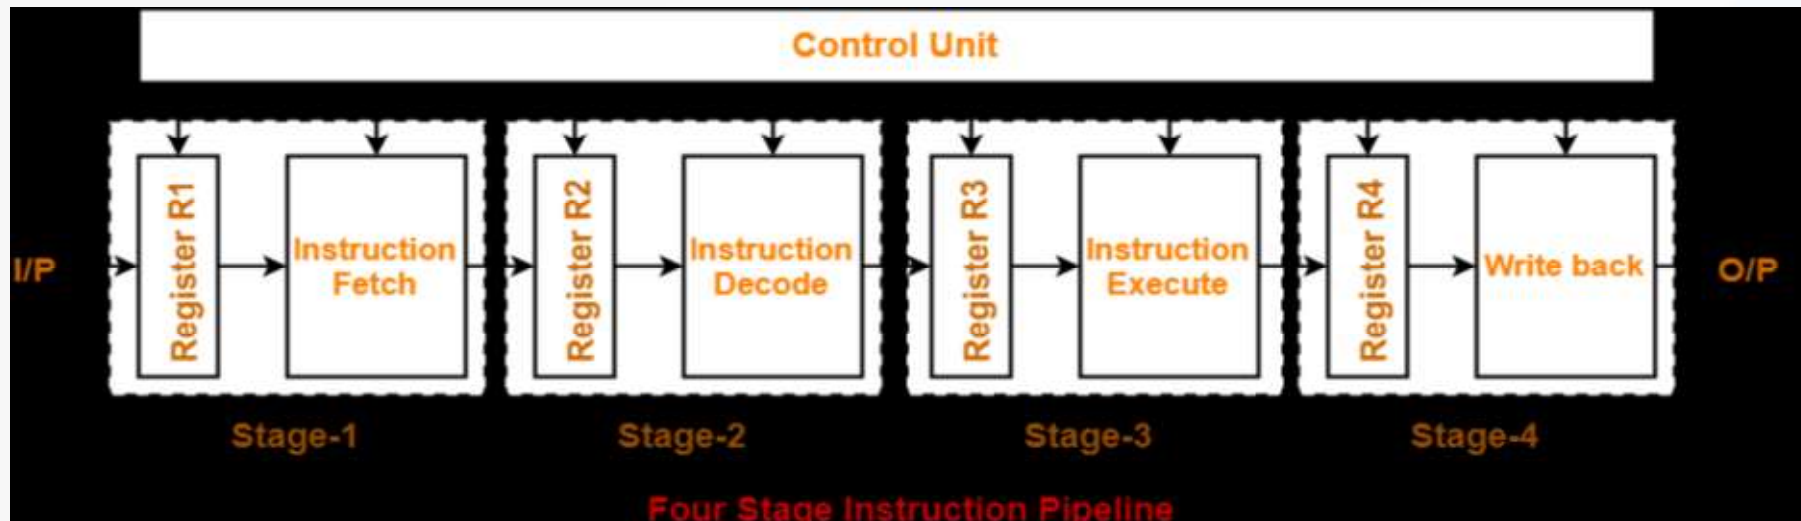 Control Unit
I/P
Register R1
Instruction
Fetch
Register R2
Instruction
Decode
Register R3
Instruction
Execute
Register R4
Write back
O/P
Stage-1
Stage-2
Stage-3
Stage-4
Four Stage Instruction Pipeline